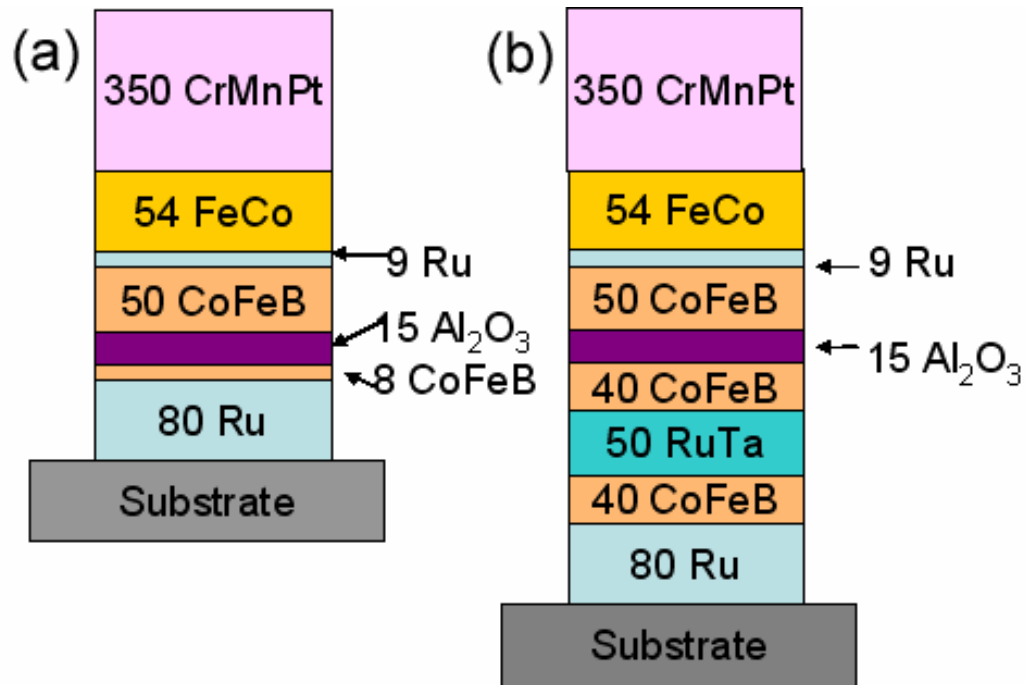 (a)
350 CrMnPt
54 FeCo
9 Ru
50 CoFeB
15 Al₂O₃
8 CoFeB
80 Ru
Substrate
(b)
350 CrMnPt
54 FeCo
9 Ru
50 CoFeB
15 Al₂O₃
40 CoFeB
50 RuTa
40 CoFeB
80 Ru
Substrate